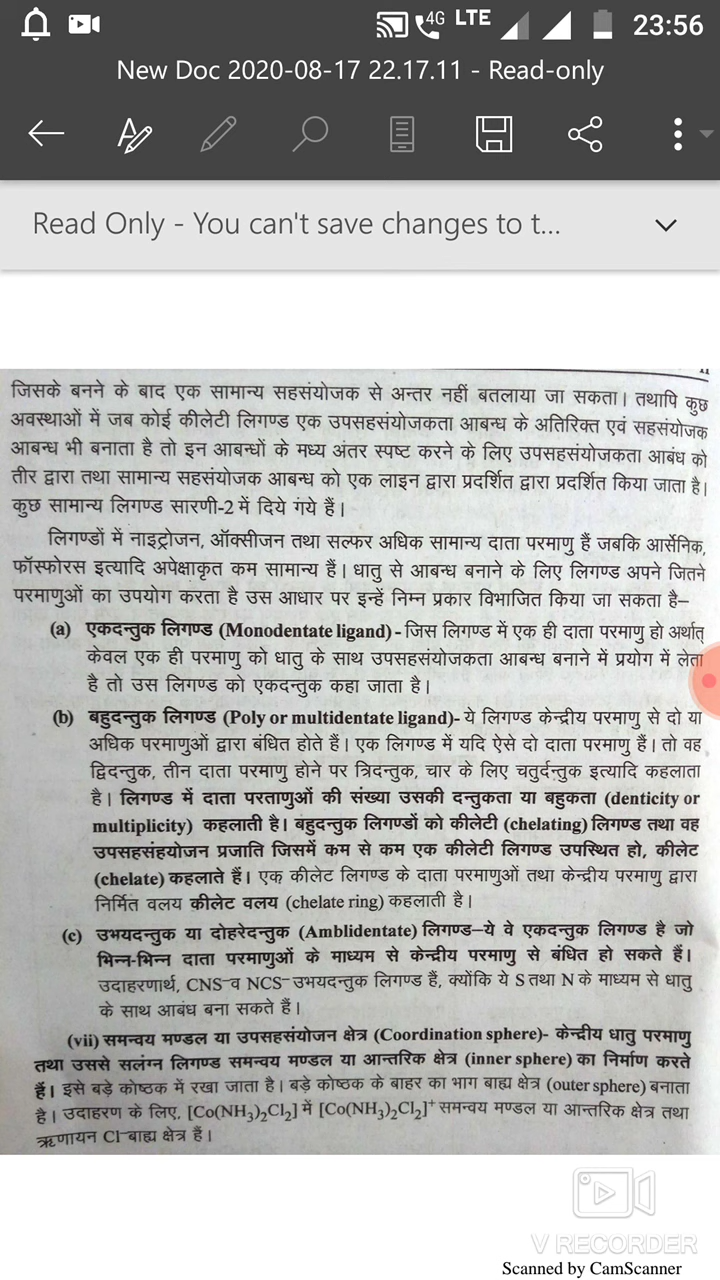 4G LTE 23:56
New Doc 2020-08-17 22.17.11 - Read-only
Read Only - You can't save changes to t...
जिसके बनने के बाद एक सामान्य सहसंयोजक से अन्तर नहीं बतलाया जा सकता। तथापि कुछ
अवस्थाओं में जब कोई कीलेटी लिगण्ड एक उपसहसंयोजकता आबन्ध के अतिरिक्त एवं सहसंयोजक
आबन्ध भी बनाता है तो इन आबन्धों के मध्य अंतर स्पष्ट करने के लिए उपसहसंयोजकता आबंध को
तीर द्वारा तथा सामान्य सहसंयोजक आबन्ध को एक लाइन द्वारा प्रदर्शित द्वारा प्रदर्शित किया जाता है।
कुछ सामान्य लिगण्ड सारणी-2 में दिये गंये हैं।
लिगण्डों में नाइट्रोजन, ऑक्सीजन तथा सल्फर अधिक सामान्य दाता परमाणु हैं जबकि आर्सेनिक,
फॉस्फोरस इत्यादि अपेक्षाकृत कम सामान्य हैं। धातु से आबन्ध बनाने के लिए लिगण्ड अपने जितने
परमाणुओं का उपयोग करता है उस आधार पर इन्हें निम्न प्रकार विभाजित किया जा सकता है–
(a) एकदन्तुक लिगण्ड (Monodentate ligand)- जिस लिगण्ड में एक ही दाता परमाणु हो अर्थात्
केवल एक ही परमाणु को धातु के साथ उपसहसंयोजकता आबन्ध बनाने में प्रयोग में लेता
है तो उस लिगण्ड को एकदन्तुक कहा जाता है।
(b) बहुदन्तुक लिगण्ड (Poly or multidentate ligand)- ये लिगण्ड केन्द्रीय परमाणु से दो या
अधिक परमाणुओं द्वारा बंधित होते हैं। एक लिगण्ड में यदि ऐसे दो दाता परमाणु हैं। तो वह
द्विदन्तुक, तीन दाता परमाणु होने पर त्रिदन्तुक, चार के लिए चतुर्दन्तुक इत्यादि कहलाता
है। लिगण्ड में दाता परताणुओं की संख्या उसकी दन्तुकता या बहुकता (denticity or
multiplicity) कहलाती है। बहुदन्तुक लिगण्डों को कीलेटी (chelating) लिगण्ड तथा वह
उपसहसंहयोजन प्रजाति जिसमें कम से कम एक कीलेटी लिगण्ड उपस्थित हो, कीलेट
(chelate) कहलाते हैं। एक कीलेट लिगण्ड के दाता परमाणुओं तथा केन्द्रीय परमाणु द्वारा
निर्मित वलय कीलेट वलय (chelate ring) कहलाती है।
(c) उभयदन्तुक या दोहरेदन्तुक (Amblidentate) लिगण्ड–ये वे एकदन्तुक लिगण्ड है जो
भिन्न-भिन्न दाता परमाणुओं के माध्यम से केन्द्रीय परमाणु से बंधित हो सकते हैं।
उदाहरणार्थ, CNS⁻ व NCS⁻ उभयदन्तुक लिगण्ड हैं, क्योंकि ये S तथा N के माध्यम से धातु
के साथ आबंध बना सकते हैं।
(vii) समन्वय मण्डल या उपसहसंयोजन क्षेत्र (Coordination sphere)- केन्द्रीय धातु परमाणु
तथा उससे सलंग्न लिगण्ड समन्वय मण्डल या आन्तरिक क्षेत्र (inner sphere) का निर्माण करते
हैं। इसे बड़े कोष्ठक में रखा जाता है। बड़े कोष्ठक के बाहर का भाग बाह्य क्षेत्र (outer sphere) बनाता
है। उदाहरण के लिए, [Co(NH₃)₂Cl₂] में [Co(NH₃)₂Cl₂]⁺ समन्वय मण्डल या आन्तरिक क्षेत्र तथा
ऋणायन Cl⁻ बाह्य क्षेत्र हैं।
V RECORDER
Scanned by CamScanner